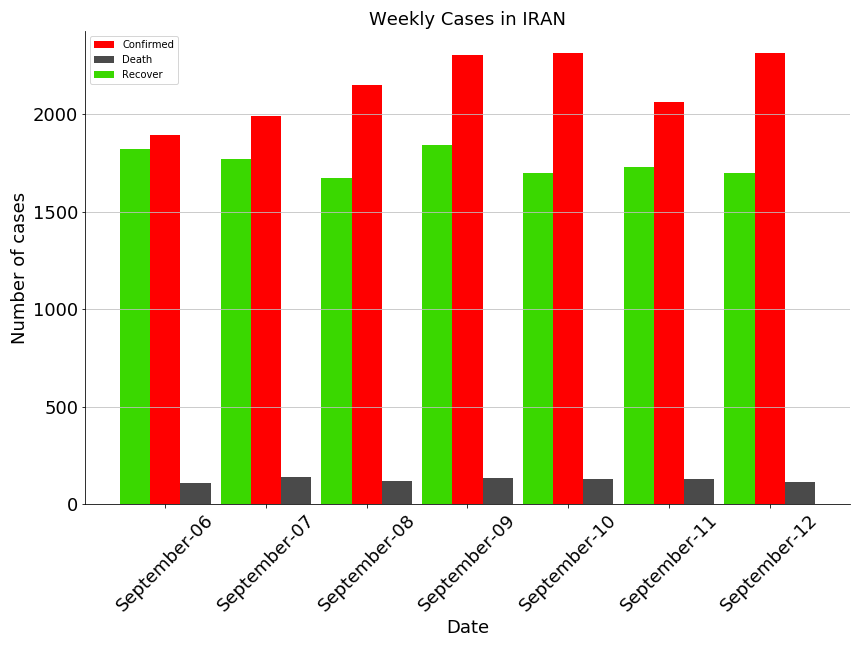 Weekly Cases in IRAN
Confirmed
Death
Recover
Number of cases
2000
1500
1000
500
0
September-06
September-07
September-08
September-09
September-10
September-11
September-12
Date